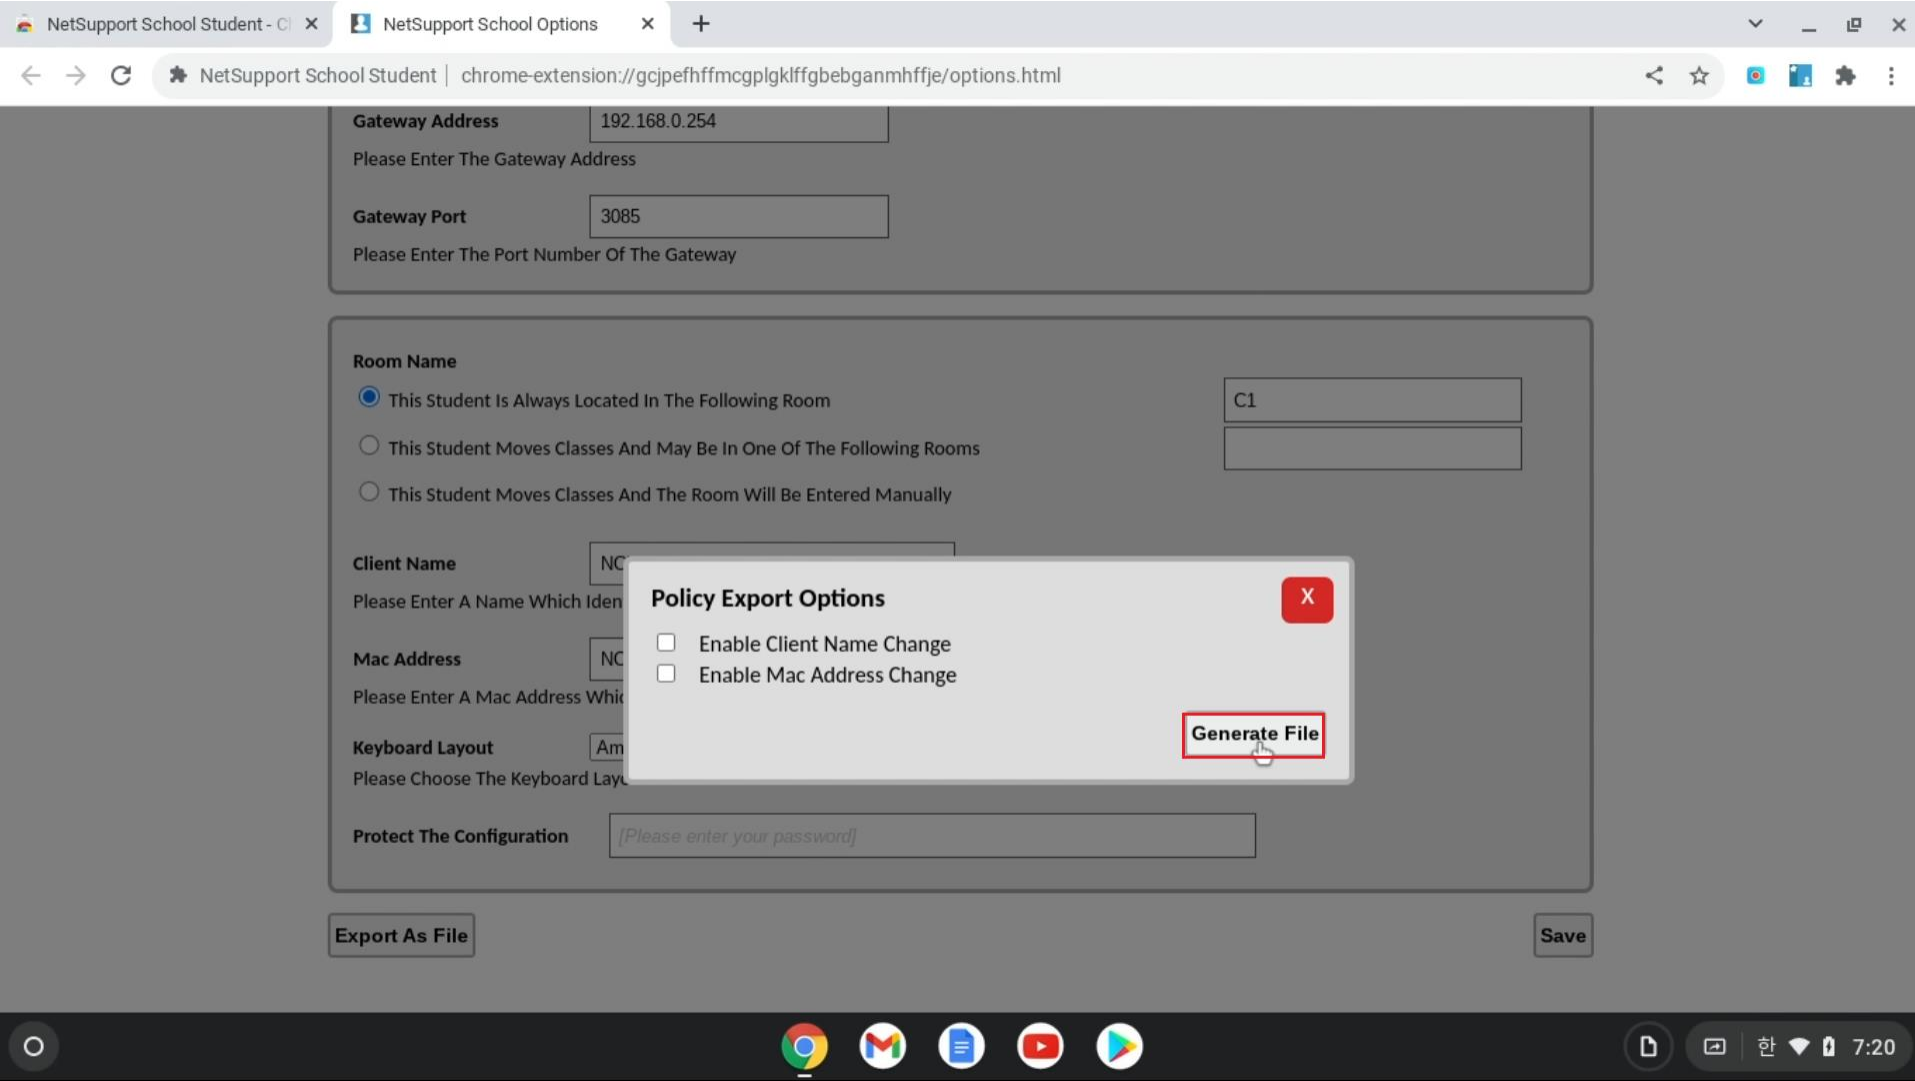 NetSupport School Student - C
NetSupport School Options
NetSupport School Student
chrome-extension://gcjpefhffmcgplgklffgbebganmhffje/options.html
Gateway Address
192.168.0.254
Please Enter The Gateway Address
Gateway Port
3085
Please Enter The Port Number Of The Gateway
Room Name
This Student Is Always Located In The Following Room
C1
This Student Moves Classes And May Be In One Of The Following Rooms
This Student Moves Classes And The Room Will Be Entered Manually
Client Name
Please Enter A Name Which Iden
Policy Export Options
X
Enable Client Name Change
Mac Address
Enable Mac Address Change
Please Enter A Mac Address Whic
Generate File
Keyboard Layout
Am
Please Choose The Keyboard Layo
Protect The Configuration
[Please enter your password]
Export As File
Save
한
7:20